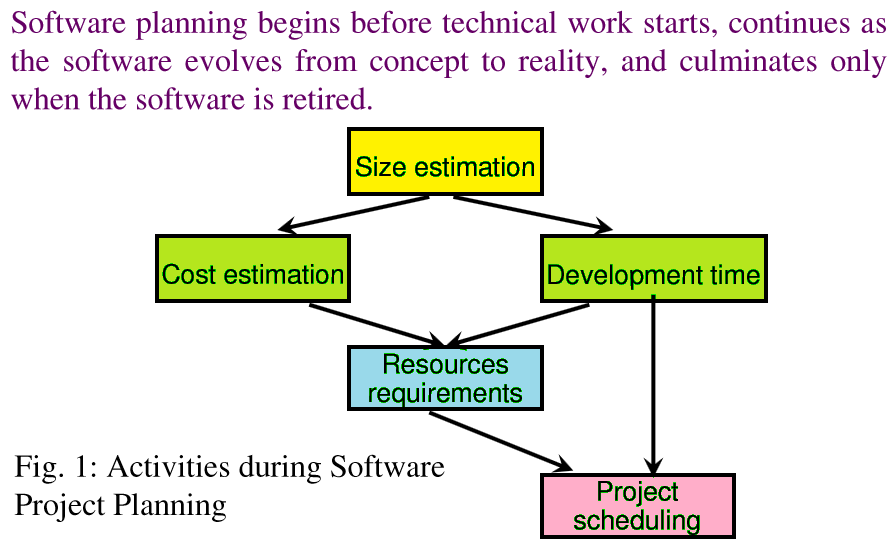 Software planning begins before technical work starts, continues as
the software evolves from concept to reality, and culminates only
when the software is retired.
Size estimation
Cost estimation
Development time
Resources
requirements
Fig. 1: Activities during Software
Project Planning
Project
scheduling